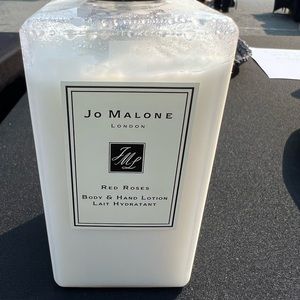 Jo Malone
London
JML
Red Roses
Body & Hand Lotion
Lait Hydratant